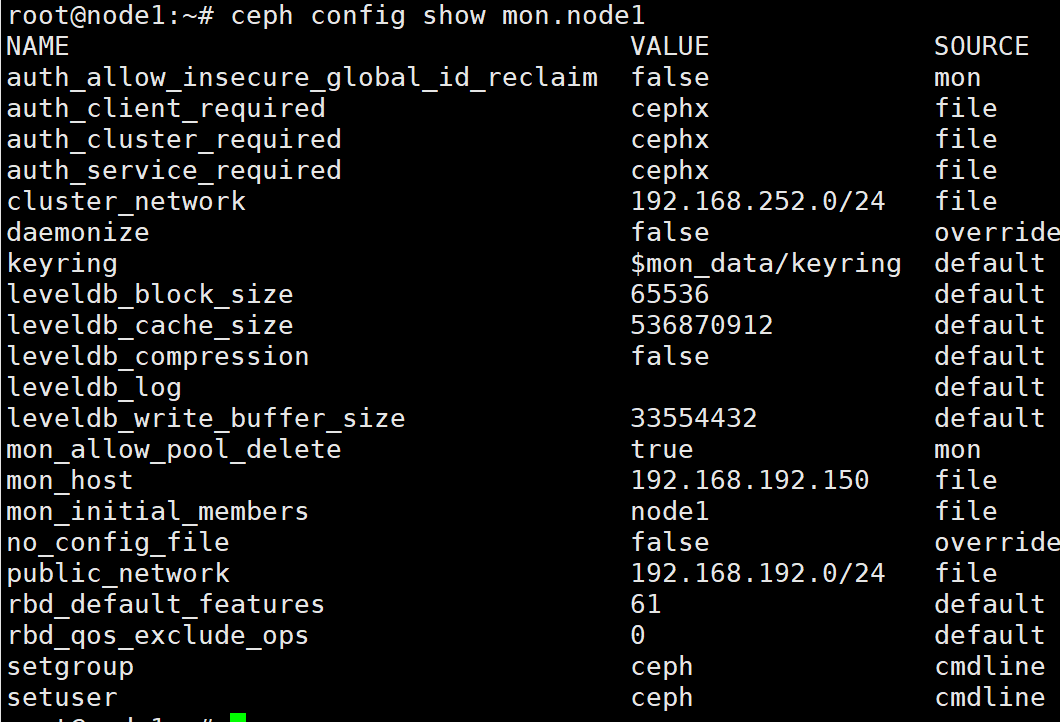 root@node1:~# ceph config show mon.node1
NAME VALUE SOURCE
auth_allow_insecure_global_id_reclaim false mon
auth_client_required cephx file
auth_cluster_required cephx file
auth_service_required cephx file
cluster_network 192.168.252.0/24 file
daemonize false override
keyring $mon_data/keyring default
leveldb_block_size 65536 default
leveldb_cache_size 536870912 default
leveldb_compression false default
leveldb_log default
leveldb_write_buffer_size 33554432 default
mon_allow_pool_delete true mon
mon_host 192.168.192.150 file
mon_initial_members node1 file
no_config_file false override
public_network 192.168.192.0/24 file
rbd_default_features 61 default
rbd_qos_exclude_ops 0 default
setgroup ceph cmdline
setuser ceph cmdline